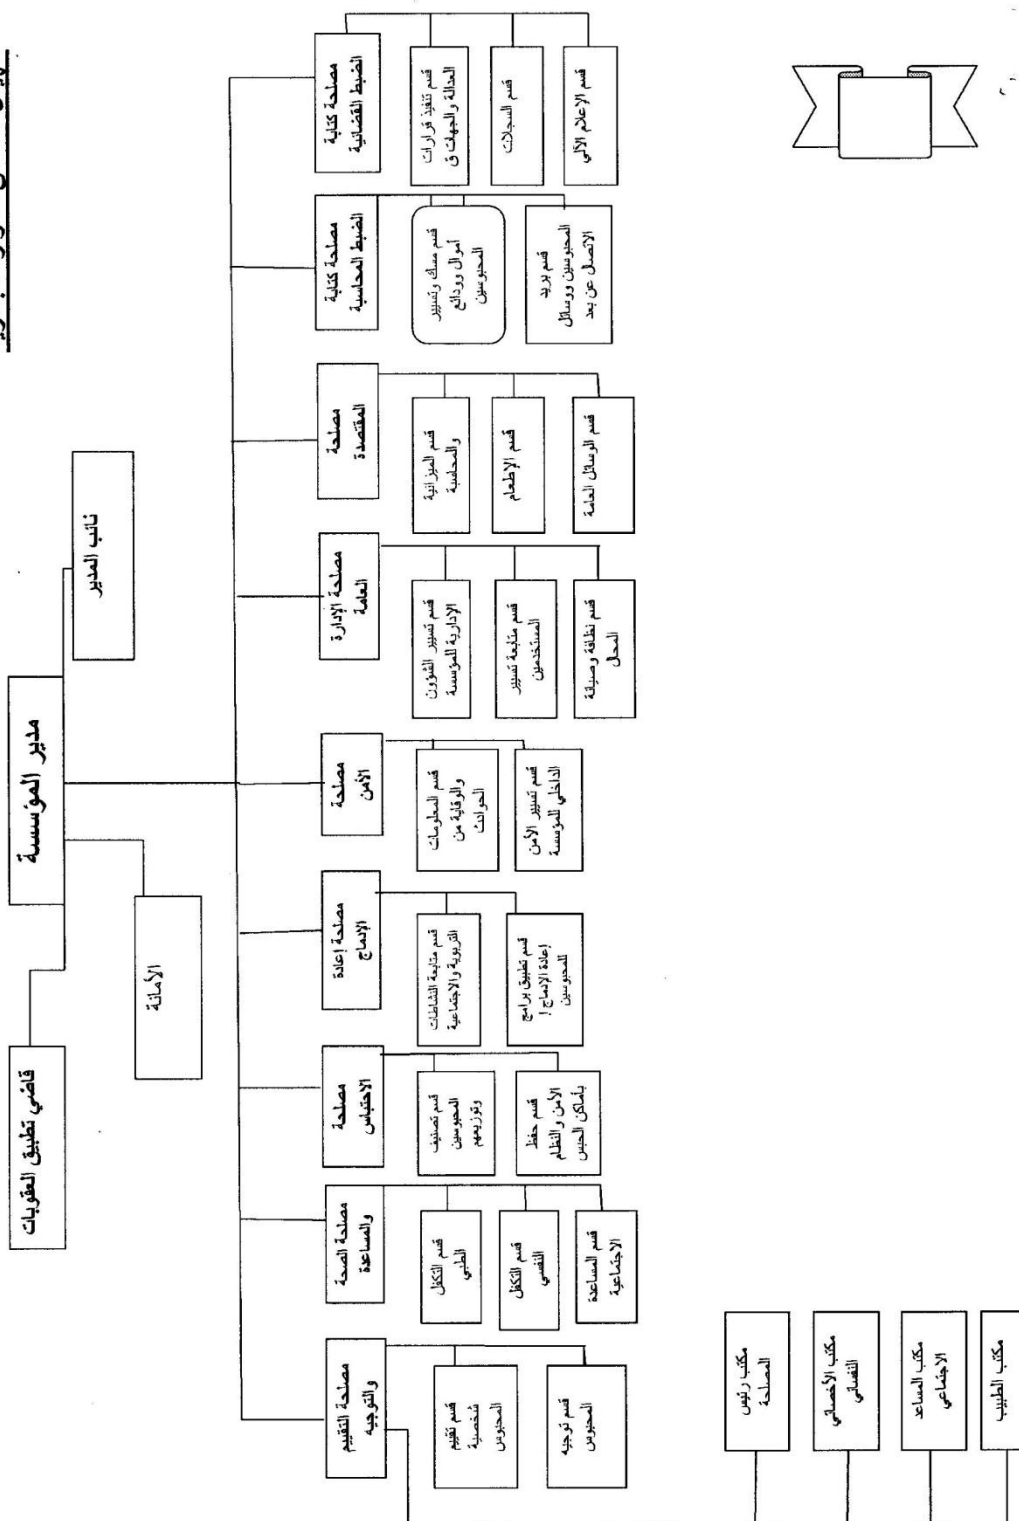 مدير المؤسسة
نائب المدير
قاضي تطبيق العقوبات
الأمانة
مصلحة كتابة
الضبط القضائية
قسم تنفيذ قرارات
العدالة والجهات ق
قسم السجلات
قسم الإعلام الآلي
مصلحة كتابة
الضبط المحاسبة
قسم مسك وتسيير
أموال وودائع
المحبوسين
قسم بريد
المحبوسين ووسائل
الاتصال عن بعد
مصلحة
المقتصدة
قسم الميزانية
والمحاسبة
قسم الإطعام
قسم الوسائل العامة
مصلحة الإدارة
العامة
قسم تسيير الشؤون
الإدارية للمؤسسة
قسم متابعة تسيير
المستخدمين
قسم نظافة وصيانة
المحال
مصلحة
الأمن
قسم المعلومات
والوقاية من
الحوادث
قسم تسيير الأمن
الداخلي للمؤسسة
مصلحة إعادة
الإدماج
قسم متابعة النشاطات
التربوية والاجتماعية
قسم تطبيق برامج
إعادة الإدماج /
للمحبوسين
مصلحة
الاحتباس
قسم تصنيف
المحبوسين
وتوزيعهم
قسم حفظ
الأمن والنظام
بأماكن الحبس
مصلحة الصحة
والمساعدة
قسم التكفل
الطبي
قسم التكفل
النفسي
قسم المساعدة
الاجتماعية
مصلحة التقييم
والتوجيه
قسم تقييم
شخصية
المحبوس
قسم توجيه
المحبوس
مكتب رئيس
المصلحة
مكتب الأخصائي
النفساني
مكتب المساعد
الاجتماعي
مكتب الطبيب